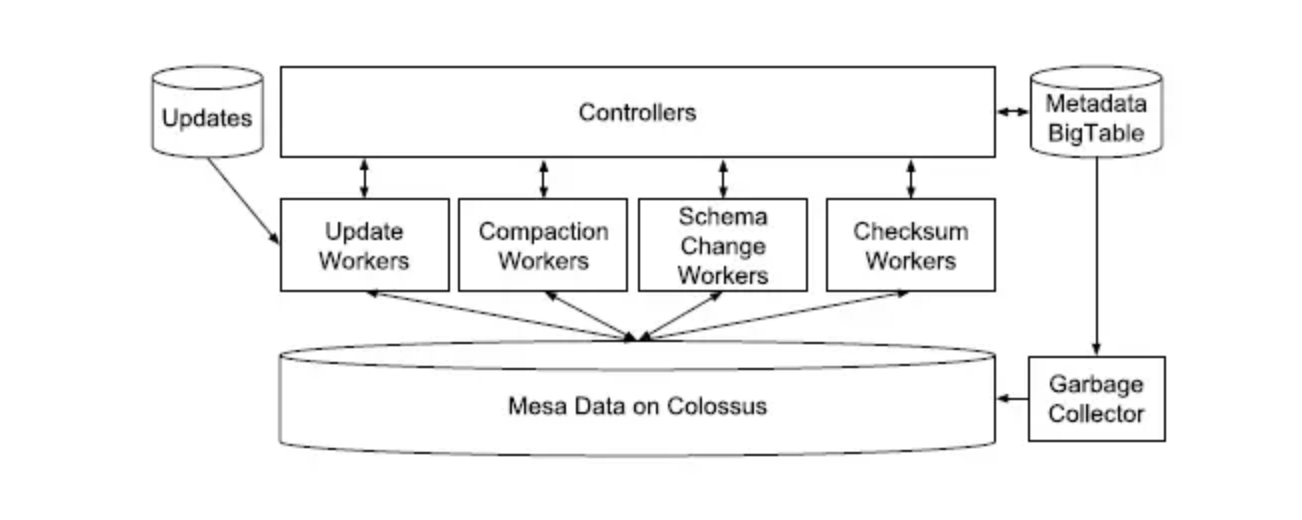 Updates
Controllers
Metadata
BigTable
Update
Workers
Compaction
Workers
Schema
Change
Workers
Checksum
Workers
Mesa Data on Colossus
Garbage
Collector